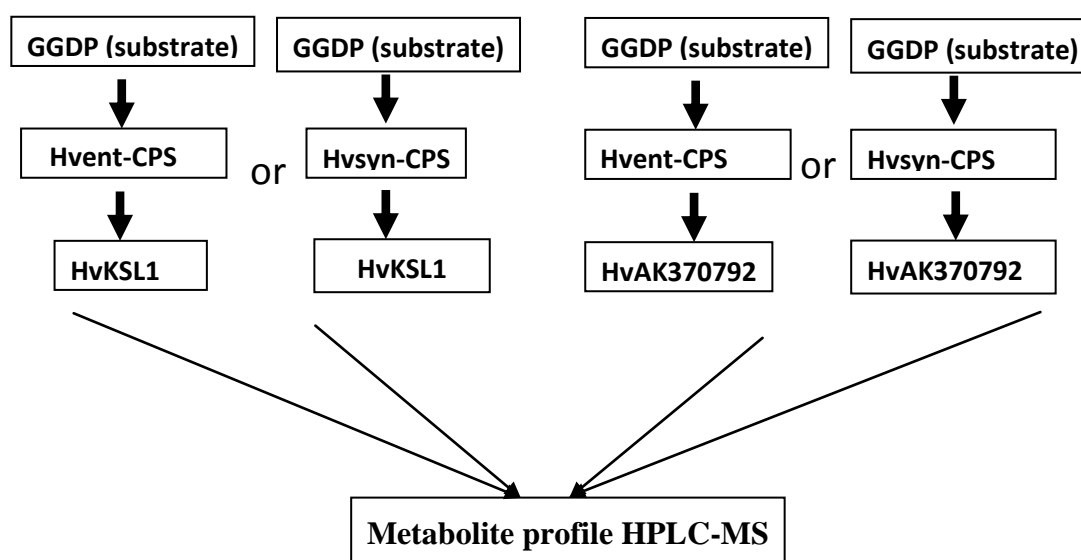 GGDP (substrate) GGDP (substrate) GGDP (substrate) GGDP (substrate)
Hvent-CPS or Hvsyn-CPS Hvent-CPS or Hvsyn-CPS
HvKSL1 HvKSL1 HvAK370792 HvAK370792
Metabolite profile HPLC-MS